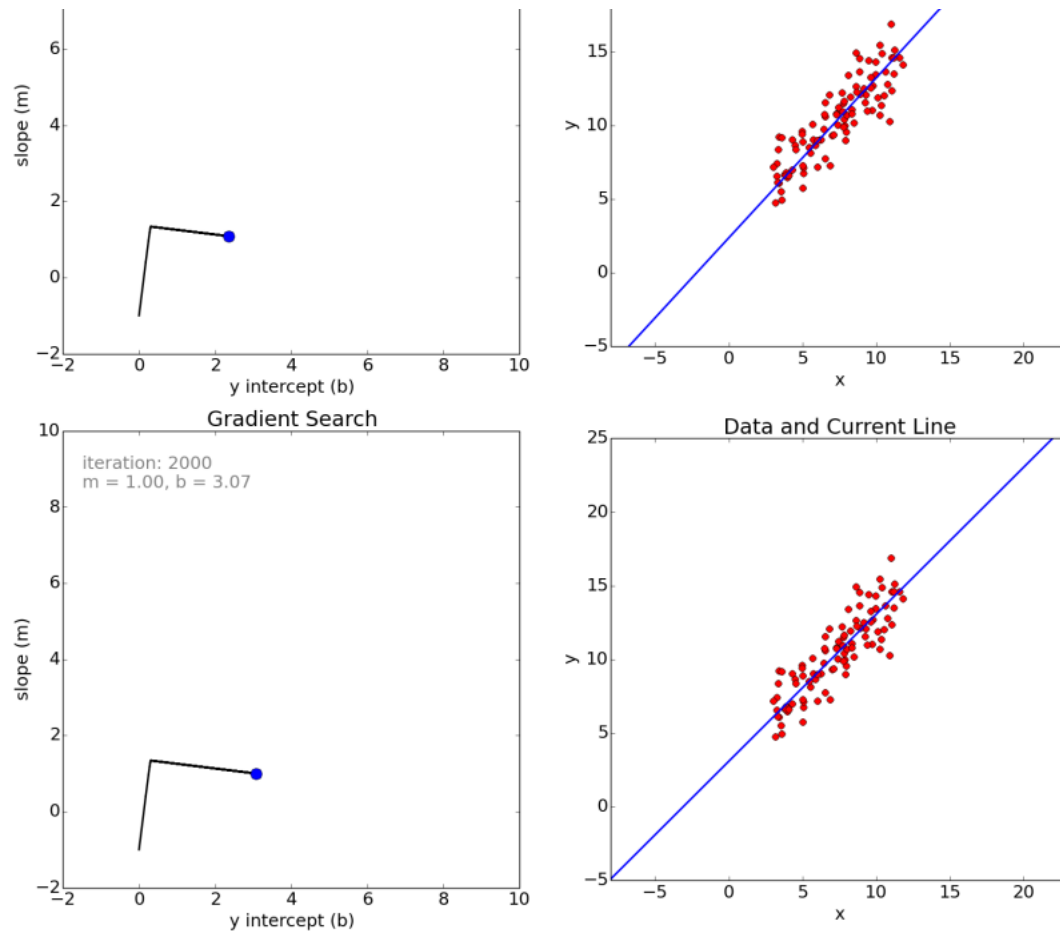 6
4
2
0
−2
slope (m)
−2 0 2 4 6 8 10
y intercept (b)
15
10
5
0
−5
y
−5 0 5 10 15 20
x
Gradient Search
10
8
6
4
2
0
−2
slope (m)
iteration: 2000
m = 1.00, b = 3.07
−2 0 2 4 6 8 10
y intercept (b)
Data and Current Line
25
20
15
10
5
0
−5
y
−5 0 5 10 15 20
x